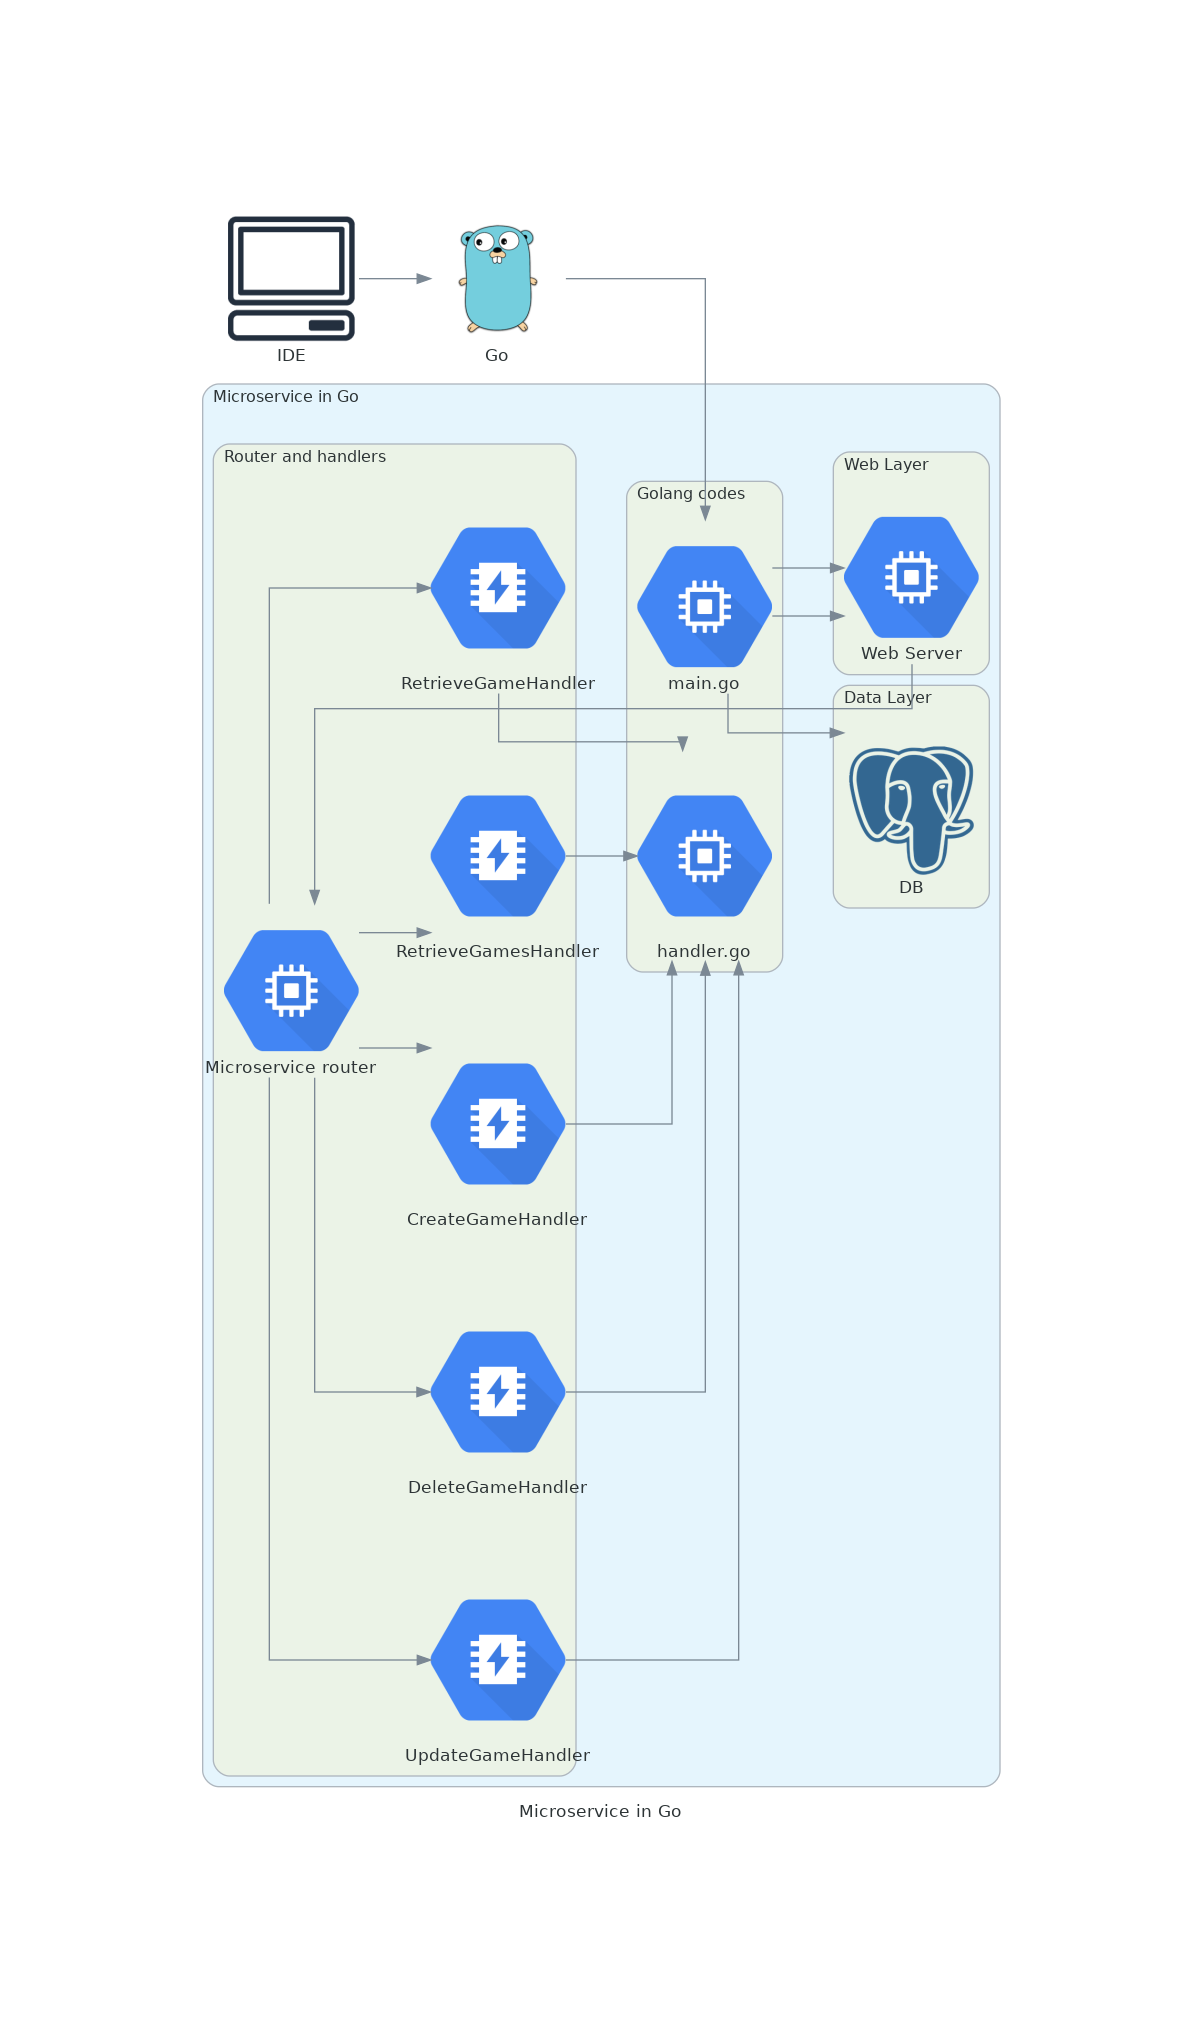 IDE
Go
Microservice in Go
Router and handlers
Web Layer
Golang codes
Web Server
RetrieveGameHandler
main.go
Data Layer
DB
RetrieveGamesHandler
handler.go
Microservice router
CreateGameHandler
DeleteGameHandler
UpdateGameHandler
Microservice in Go